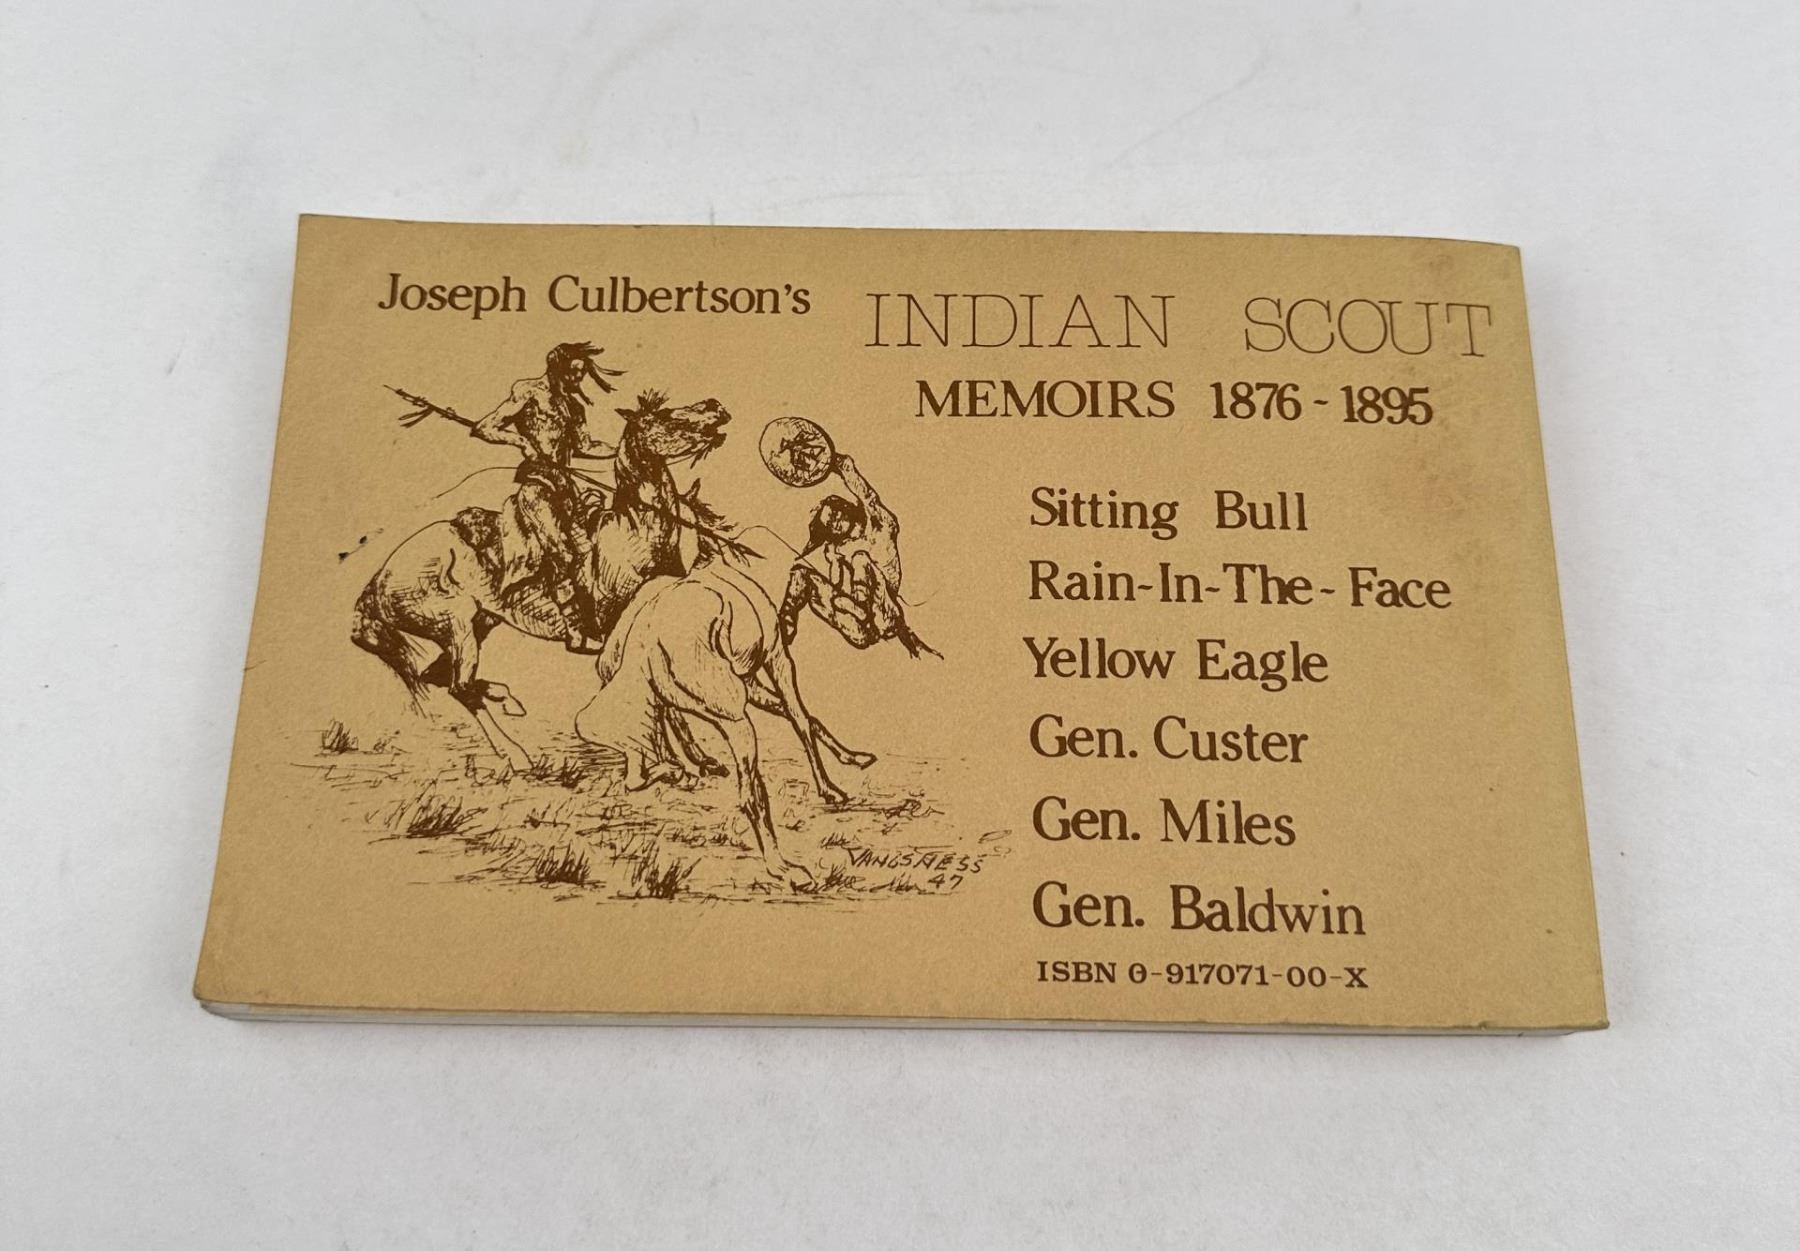 Joseph Culbertson's INDIAN SCOUT
MEMOIRS 1876 - 1895
Sitting Bull
Rain-In-The-Face
Yellow Eagle
Gen. Custer
Gen. Miles
Gen. Baldwin
ISBN 0-917071-00-X
VANGSNESS
47